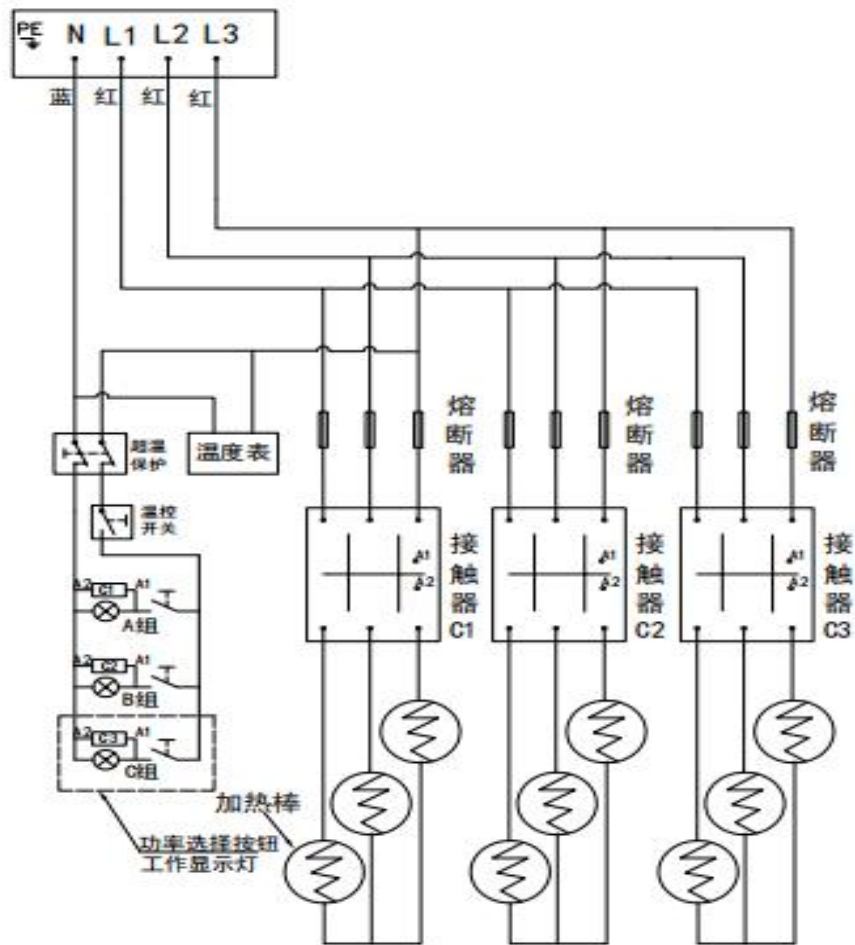 PE N L1 L2 L3
蓝 红 红 红
熔断器
熔断器
熔断器
超温
保护
温度表
温控
开关
A2 C1 A1
A组
A2 C2 A1
B组
A2 C3 A1
C组
A1
A2
接触器
C1
A1
A2
接触器
C2
A1
A2
接触器
C3
加热棒
功率选择按钮
工作显示灯